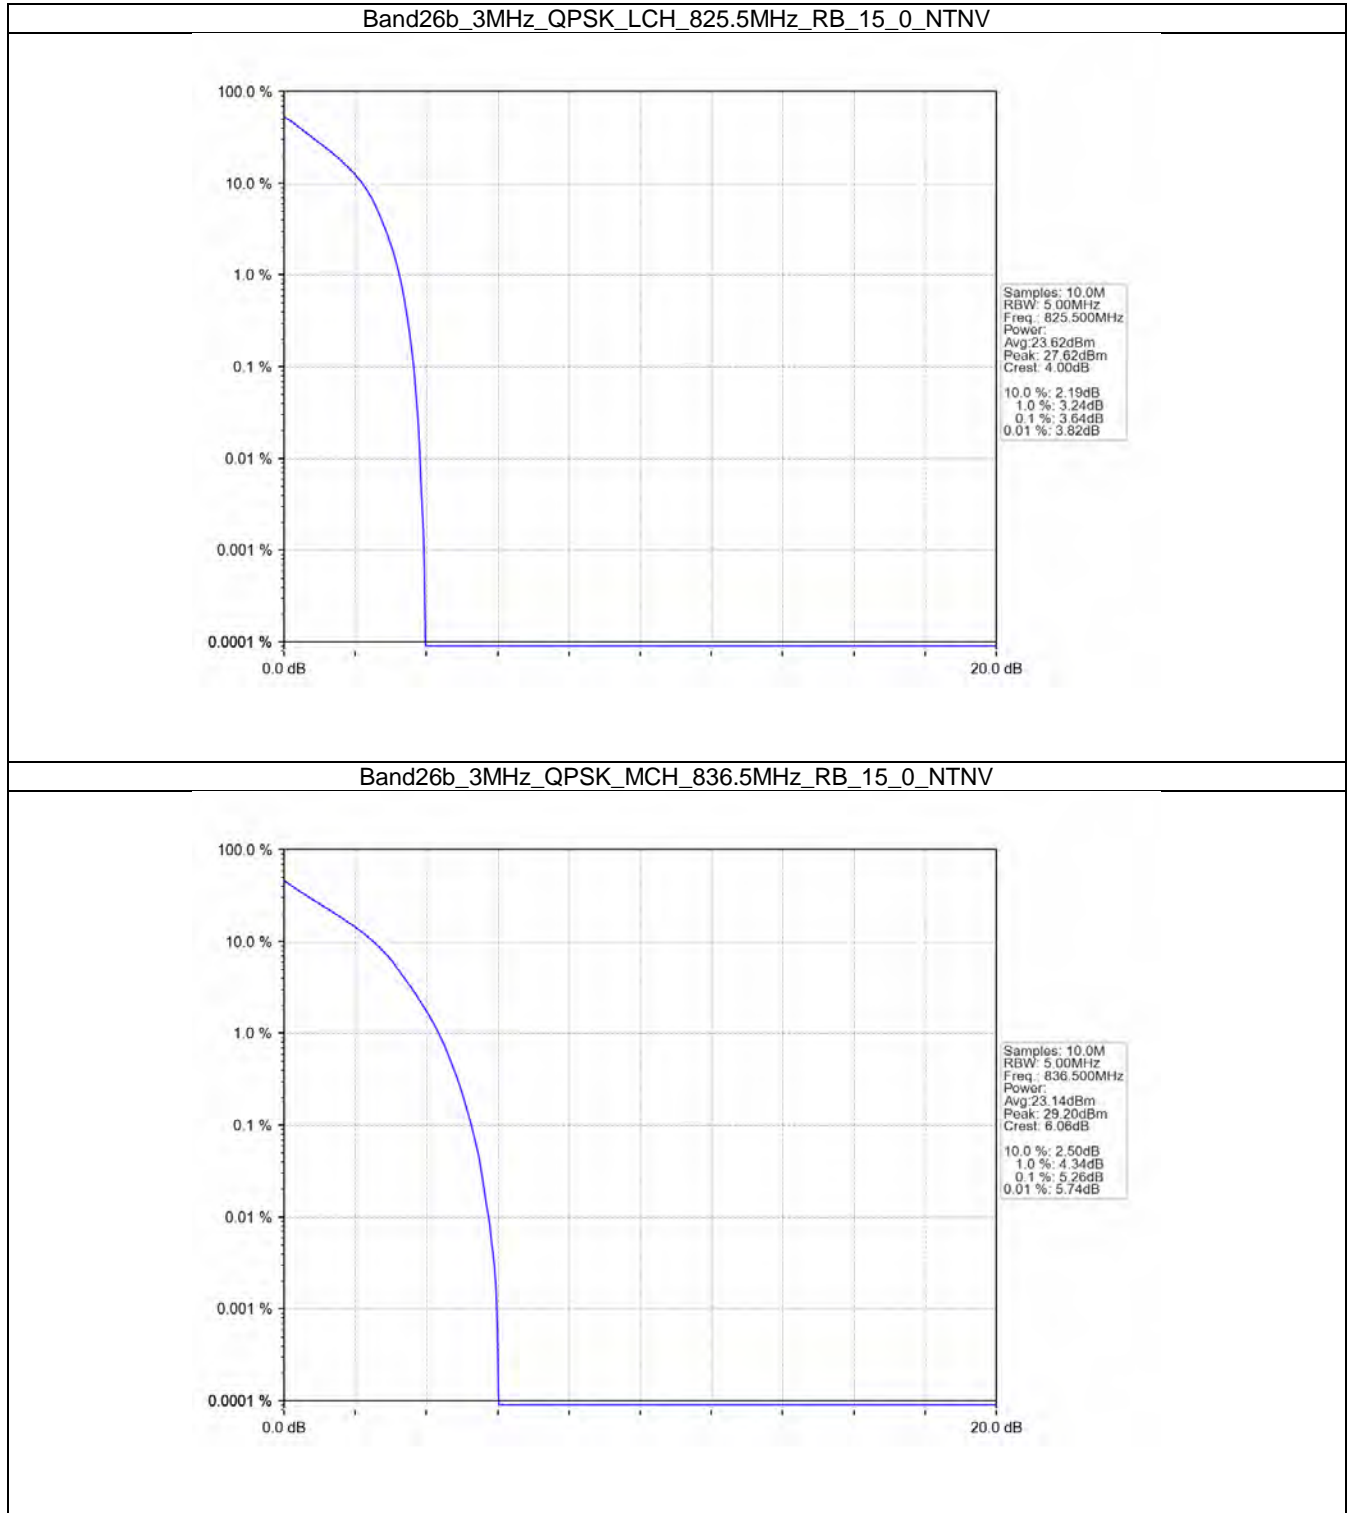 Band26b_3MHz_QPSK_LCH_825.5MHz_RB_15_0_NTNV
100.0 %
10.0 %
1.0 %
0.1 %
0.01 %
0.001 %
0.0001 %
0.0 dB
20.0 dB
Samples: 10.0M
RBW: 5.00MHz
Freq.: 825.500MHz
Power:
Avg:23.62dBm
Peak: 27.62dBm
Crest: 4.00dB
10.0 %: 2.19dB
1.0 %: 3.24dB
0.1 %: 3.64dB
0.01 %: 3.82dB
Band26b_3MHz_QPSK_MCH_836.5MHz_RB_15_0_NTNV
100.0 %
10.0 %
1.0 %
0.1 %
0.01 %
0.001 %
0.0001 %
0.0 dB
20.0 dB
Samples: 10.0M
RBW: 5.00MHz
Freq.: 836.500MHz
Power:
Avg:23.14dBm
Peak: 29.20dBm
Crest: 6.06dB
10.0 %: 2.50dB
1.0 %: 4.34dB
0.1 %: 5.26dB
0.01 %: 5.74dB